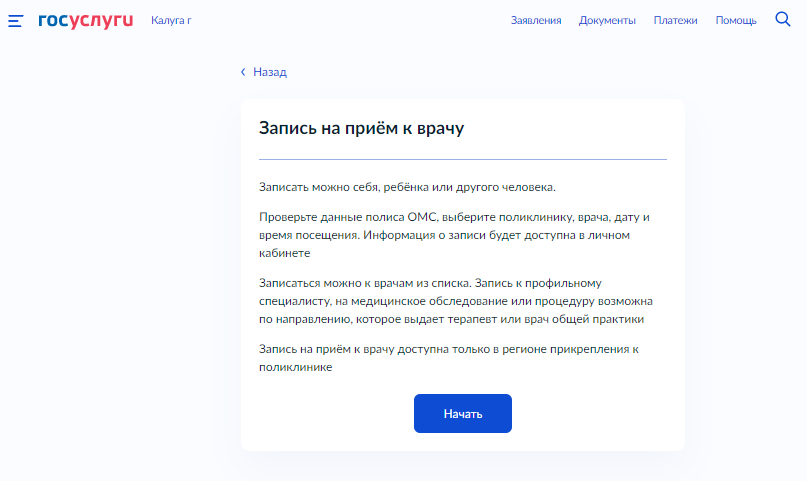 госуслуги Калуга г Заявления Документы Платежи Помощь
Назад
Запись на приём к врачу
Записать можно себя, ребёнка или другого человека.
Проверьте данные полиса ОМС, выберите поликлинику, врача, дату и
время посещения. Информация о записи будет доступна в личном
кабинете
Записаться можно к врачам из списка. Запись к профильному
специалисту, на медицинское обследование или процедуру возможна
по направлению, которое выдает терапевт или врач общей практики
Запись на приём к врачу доступна только в регионе прикрепления к
поликлинике
Начать